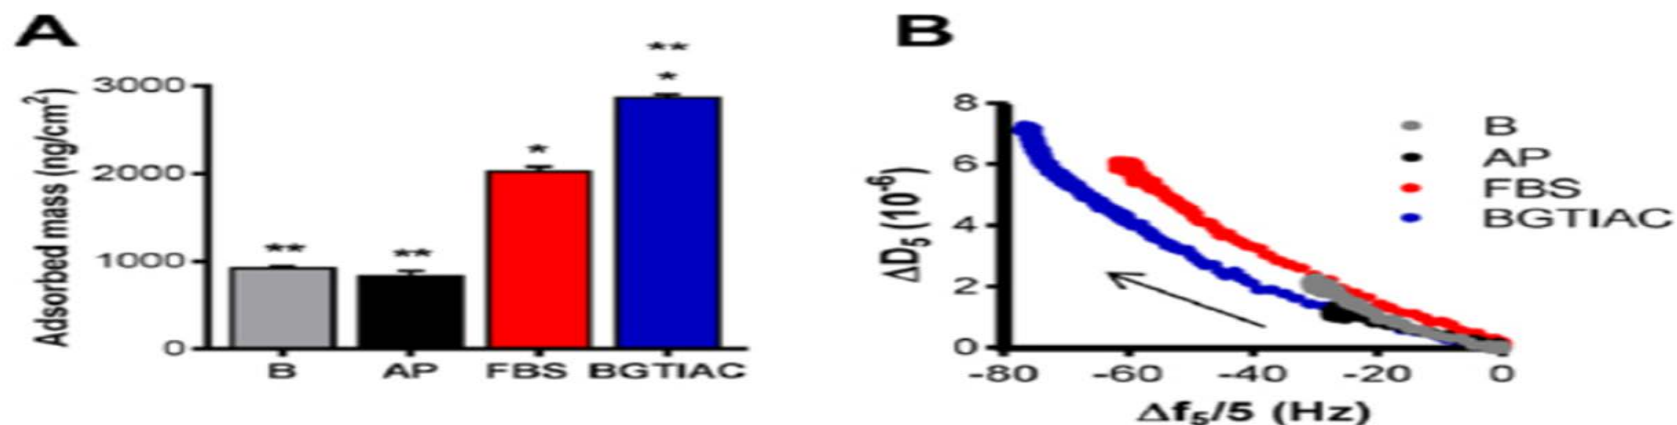 A
Adsorbed mass (ng/cm²)
3000
2000
1000
0
**
**
*
**
*
B
AP
FBS
BGTIAC
B
ΔD₅ (10⁻⁶)
8
6
4
2
0
-80
-60
-40
-20
0
Δf₅/5 (Hz)
B
AP
FBS
BGTIAC